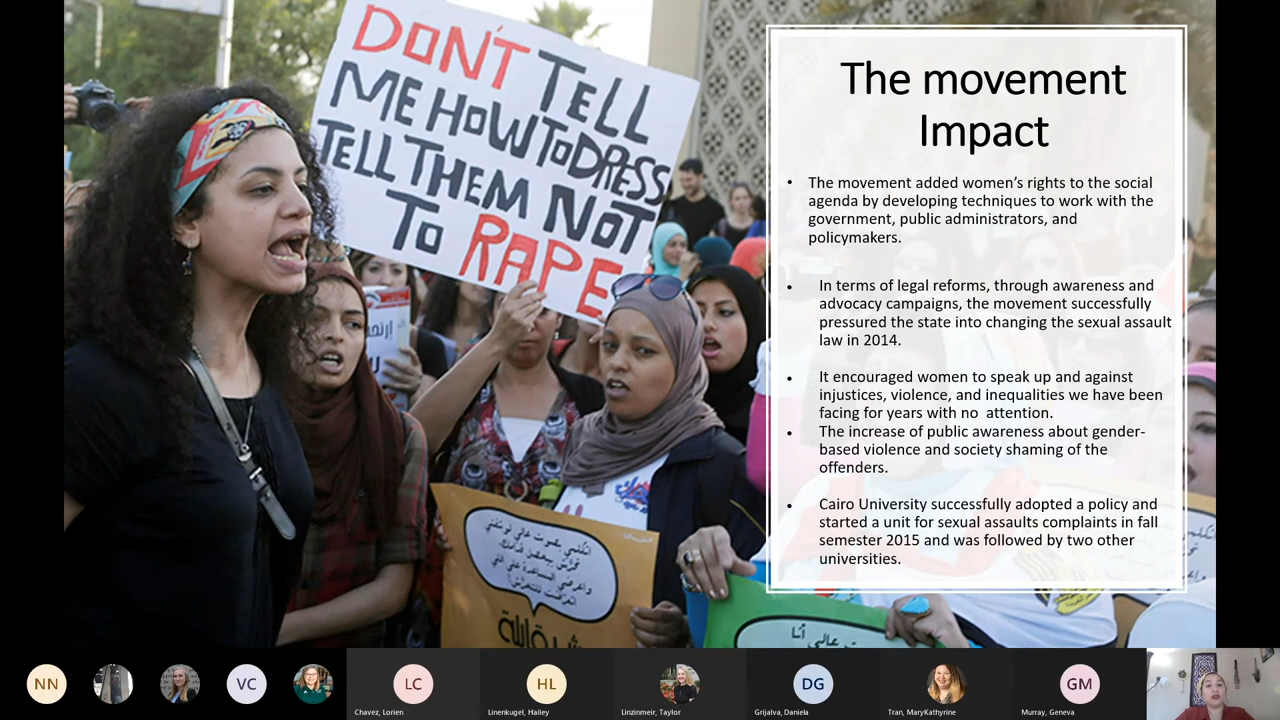 DON'T TELL
ME HOW TO DRESS
TELL THEM NOT
TO RAPE
The movement
Impact
• The movement added women's rights to the social
agenda by developing techniques to work with the
government, public administrators, and
policymakers.
• In terms of legal reforms, through awareness and
advocacy campaigns, the movement successfully
pressured the state into changing the sexual assault
law in 2014.
• It encouraged women to speak up and against
injustices, violence, and inequalities we have been
facing for years with no  attention.
• The increase of public awareness about gender-
based violence and society shaming of the
offenders.
• Cairo University successfully adopted a policy and
started a unit for sexual assaults complaints in fall
semester 2015 and was followed by two other
universities.
اتكلمي بصوت عالي
عالي أنا
NN
VC
LC
HL
DG
GM
Chavez, Lorien
Linenkugel, Hailey
Linzinmeir, Taylor
Grijalva, Daniela
Tran, MaryKathyrine
Murray, Geneva